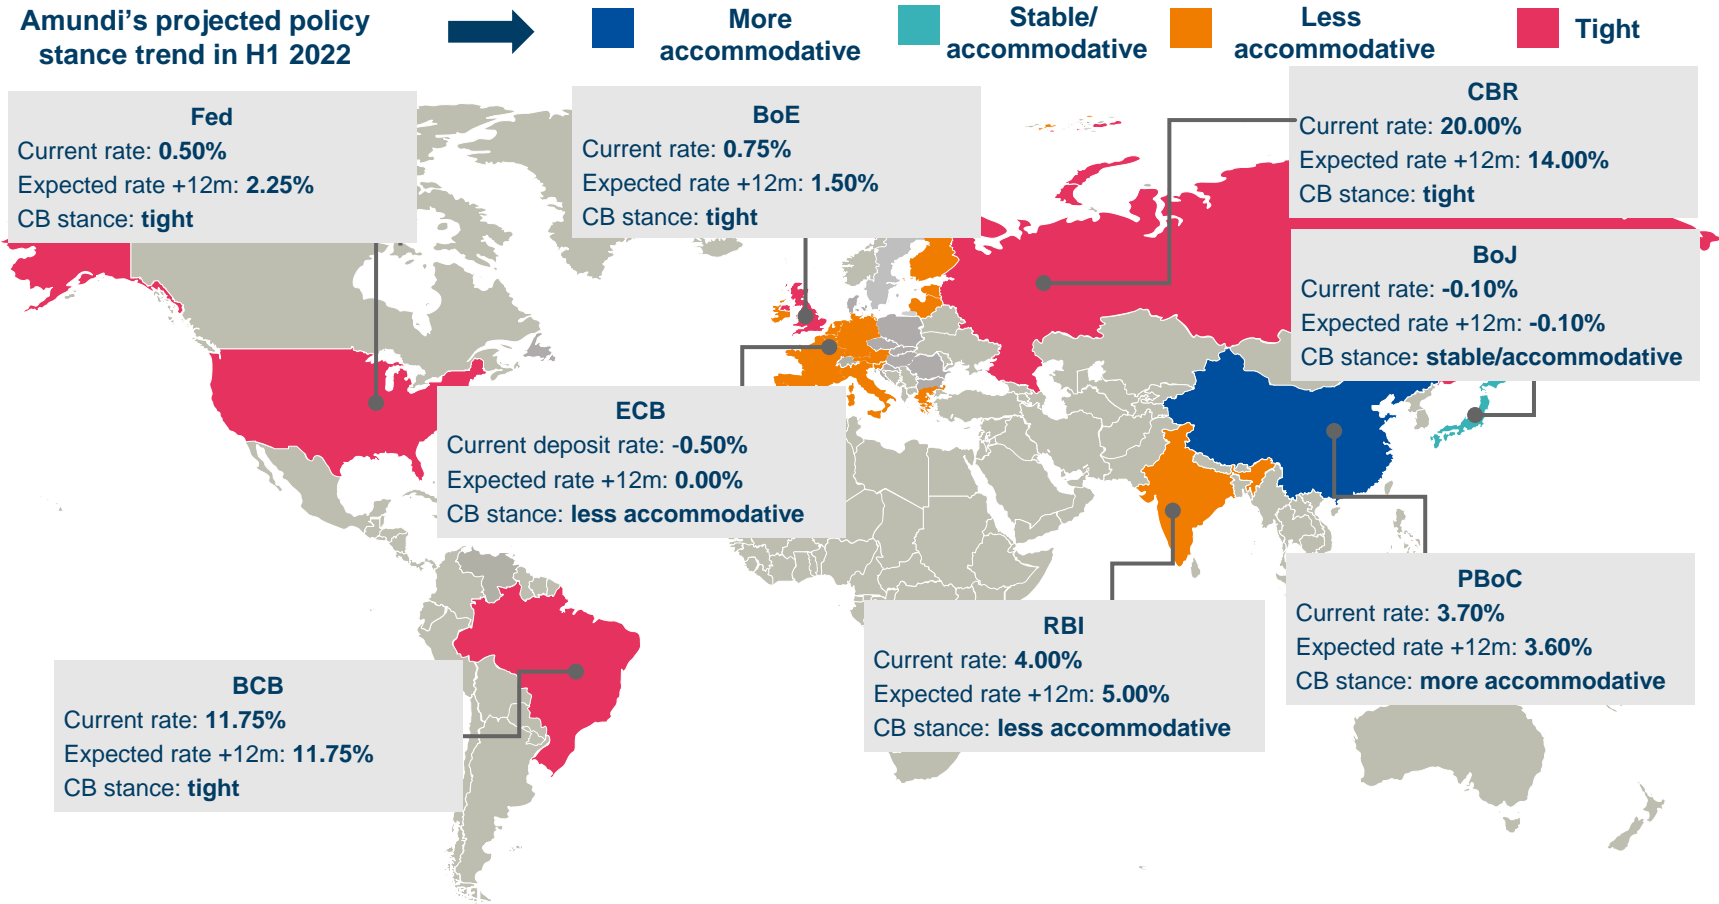 Amundi's projected policy
stance trend in H1 2022
More
accommodative
Stable/
accommodative
Less
accommodative
Tight
Fed
Current rate: 0.50%
Expected rate +12m: 2.25%
CB stance: tight
BoE
Current rate: 0.75%
Expected rate +12m: 1.50%
CB stance: tight
CBR
Current rate: 20.00%
Expected rate +12m: 14.00%
CB stance: tight
BoJ
Current rate: -0.10%
Expected rate +12m: -0.10%
CB stance: stable/accommodative
ECB
Current deposit rate: -0.50%
Expected rate +12m: 0.00%
CB stance: less accommodative
PBoC
Current rate: 3.70%
Expected rate +12m: 3.60%
CB stance: more accommodative
RBI
Current rate: 4.00%
Expected rate +12m: 5.00%
CB stance: less accommodative
BCB
Current rate: 11.75%
Expected rate +12m: 11.75%
CB stance: tight